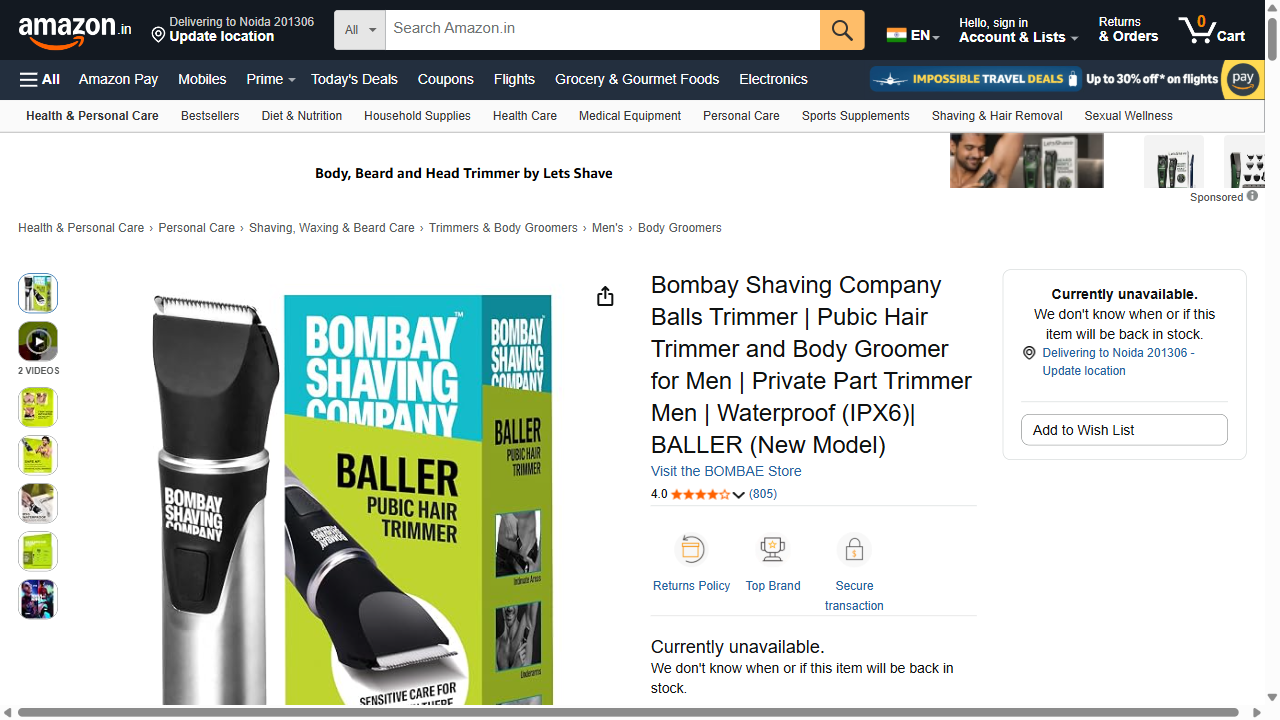 amazon.in
Delivering to Noida 201306
Update location
All
Search Amazon.in
EN
Hello, sign in
Account & Lists
Returns
& Orders
0
Cart
All
Amazon Pay
Mobiles
Prime
Today's Deals
Coupons
Flights
Grocery & Gourmet Foods
Electronics
IMPOSSIBLE TRAVEL DEALS
Up to 30% off* on flights
pay
Health & Personal Care
Bestsellers
Diet & Nutrition
Household Supplies
Health Care
Medical Equipment
Personal Care
Sports Supplements
Shaving & Hair Removal
Sexual Wellness
Body, Beard and Head Trimmer by Lets Shave
Sponsored
Health & Personal Care › Personal Care › Shaving, Waxing & Beard Care › Trimmers & Body Groomers › Men's › Body Groomers
2 VIDEOS
BOMBAY
SHAVING
COMPANY
BOMBAY
SHAVING
COMPANY™
BALLER
PUBIC HAIR
TRIMMER
SENSITIVE CARE FOR
BOMBAY
SHAVING
COMPANY
BALLER
PUBIC HAIR
TRIMMER
Intimate Areas
Underarms
Bombay Shaving Company
Balls Trimmer | Pubic Hair
Trimmer and Body Groomer
for Men | Private Part Trimmer
Men | Waterproof (IPX6)|
BALLER (New Model)
Visit the BOMBAE Store
4.0
(805)
Returns Policy
Top Brand
Secure
transaction
Currently unavailable.
We don't know when or if this item will be back in
stock.
Currently unavailable.
We don't know when or if this
item will be back in stock.
Delivering to Noida 201306 -
Update location
Add to Wish List